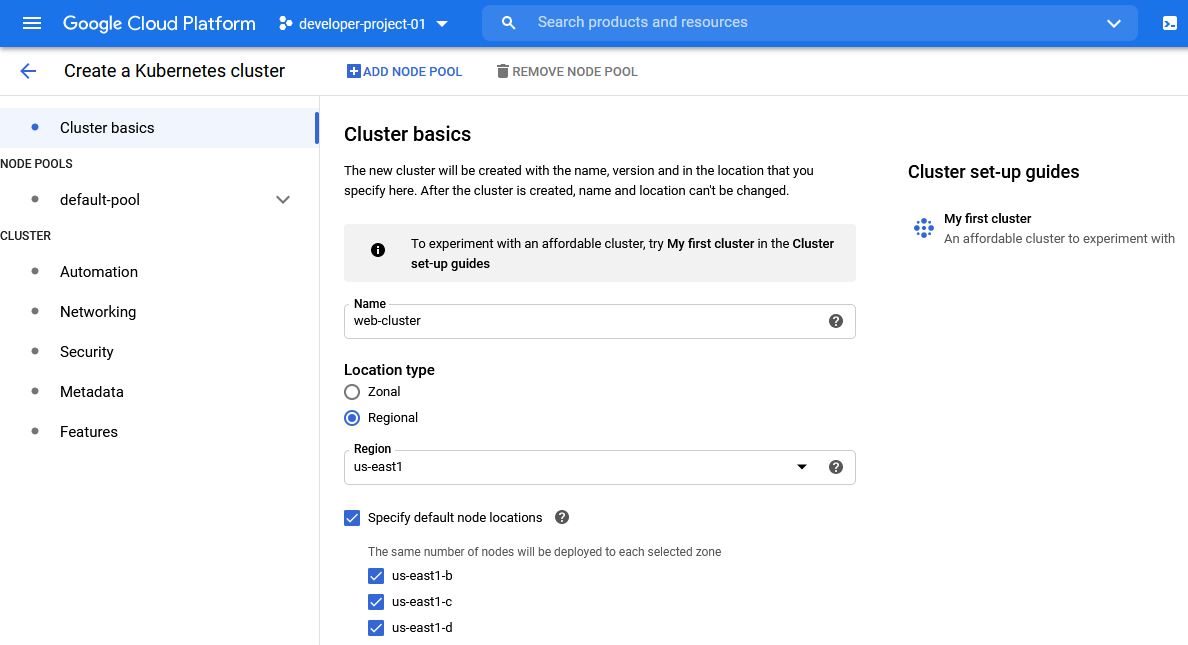 Google Cloud Platform
developer-project-01
Search products and resources
Create a Kubernetes cluster
ADD NODE POOL
REMOVE NODE POOL
Cluster basics
NODE POOLS
default-pool
CLUSTER
Automation
Networking
Security
Metadata
Features
Cluster basics
The new cluster will be created with the name, version and in the location that you
specify here. After the cluster is created, name and location can't be changed.
To experiment with an affordable cluster, try My first cluster in the Cluster
set-up guides
Name
web-cluster
Location type
Zonal
Regional
Region
us-east1
Specify default node locations
The same number of nodes will be deployed to each selected zone
us-east1-b
us-east1-c
us-east1-d
Cluster set-up guides
My first cluster
An affordable cluster to experiment with